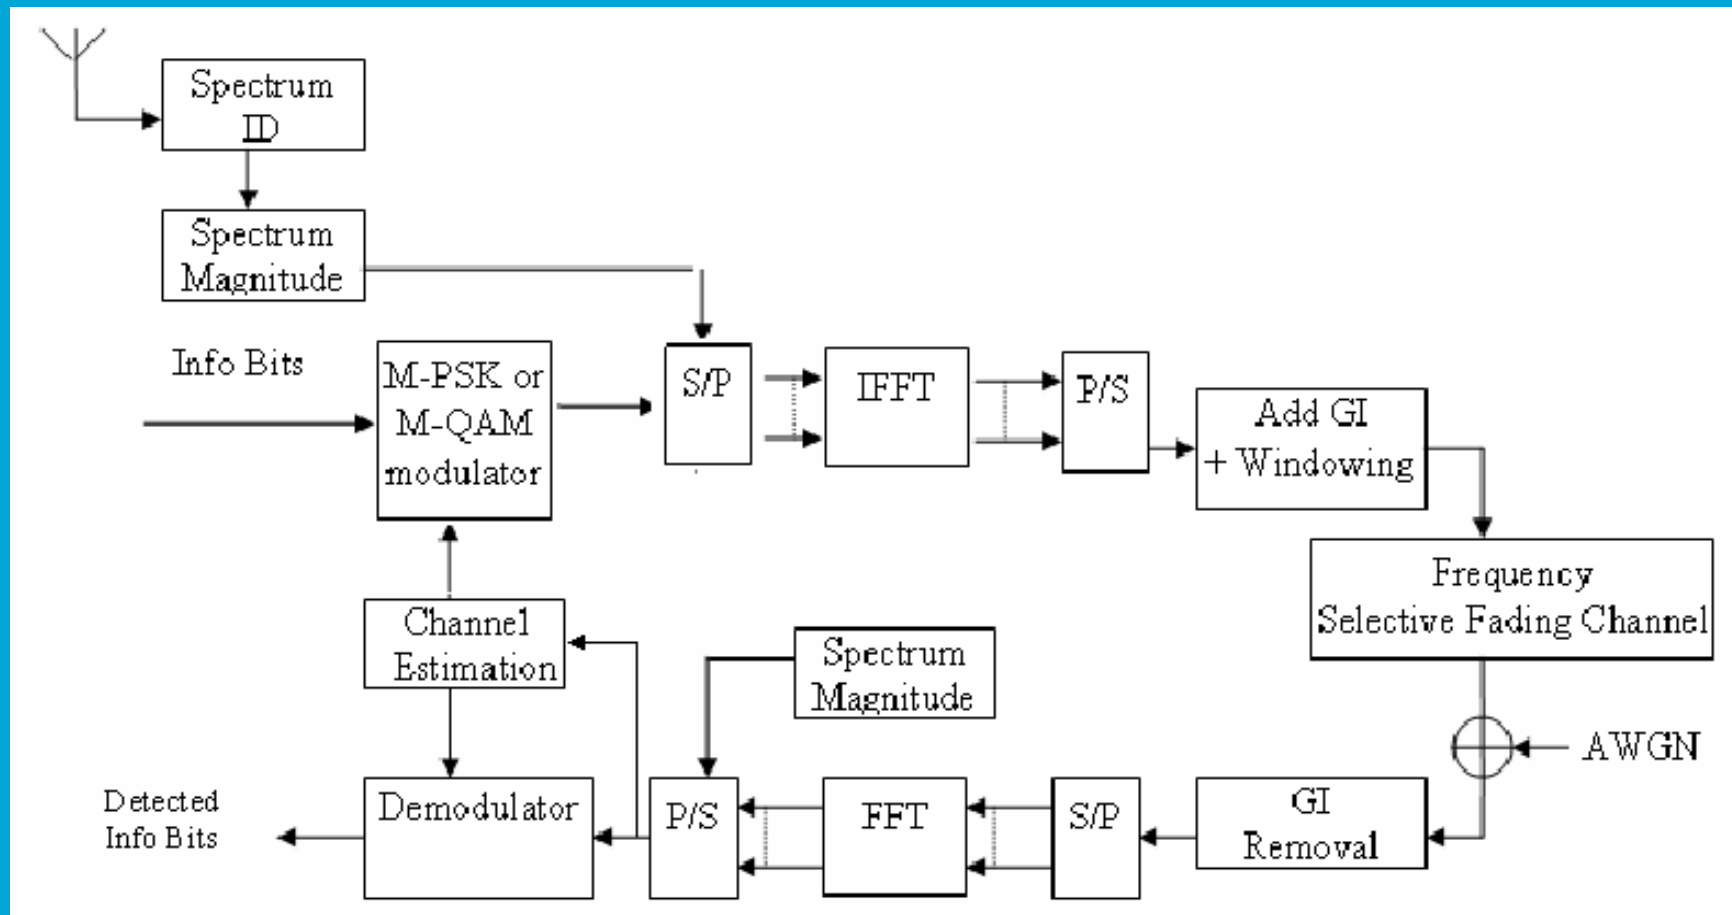 Spectrum
ID
Spectrum
Magnitude
Info Bits
M-PSK or
M-QAM
modulator
S/P
IFFT
P/S
Add GI
+ Windowing
Frequency
Selective Fading Channel
AWGN
GI
Removal
S/P
FFT
P/S
Spectrum
Magnitude
Channel
Estimation
Demodulator
Detected
Info Bits